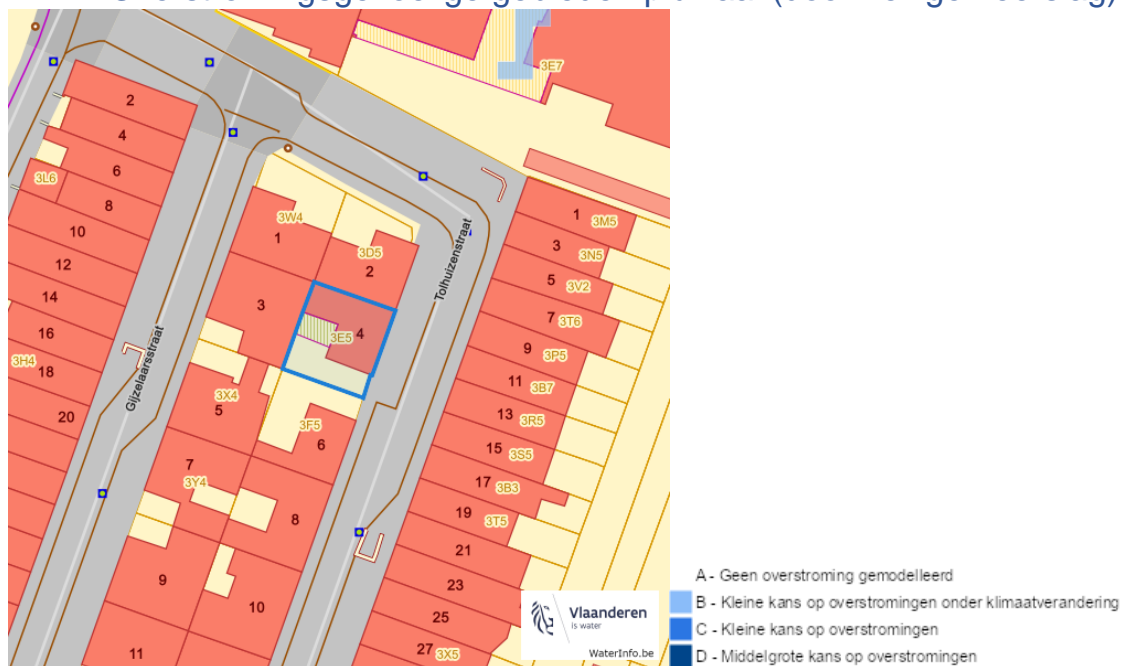 2
4
6
3L6
8
10
12
14
16
3H4
18
20
Gijzelaarsstraat
3W4
1
3D5
2
3
3E5
4
3X4
5
3F5
6
7
3Y4
8
9
10
11
Tolhuizenstraat
3E7
1
3M5
3
3N5
5
3V2
7
3T6
9
3P5
11
3B7
13
3R5
15
3S5
17
3B3
19
3T5
21
23
25
27
3X5
Vlaanderen
is water
WaterInfo.be
A - Geen overstroming gemodelleerd
B - Kleine kans op overstromingen onder klimaatverandering
C - Kleine kans op overstromingen
D - Middelgrote kans op overstromingen